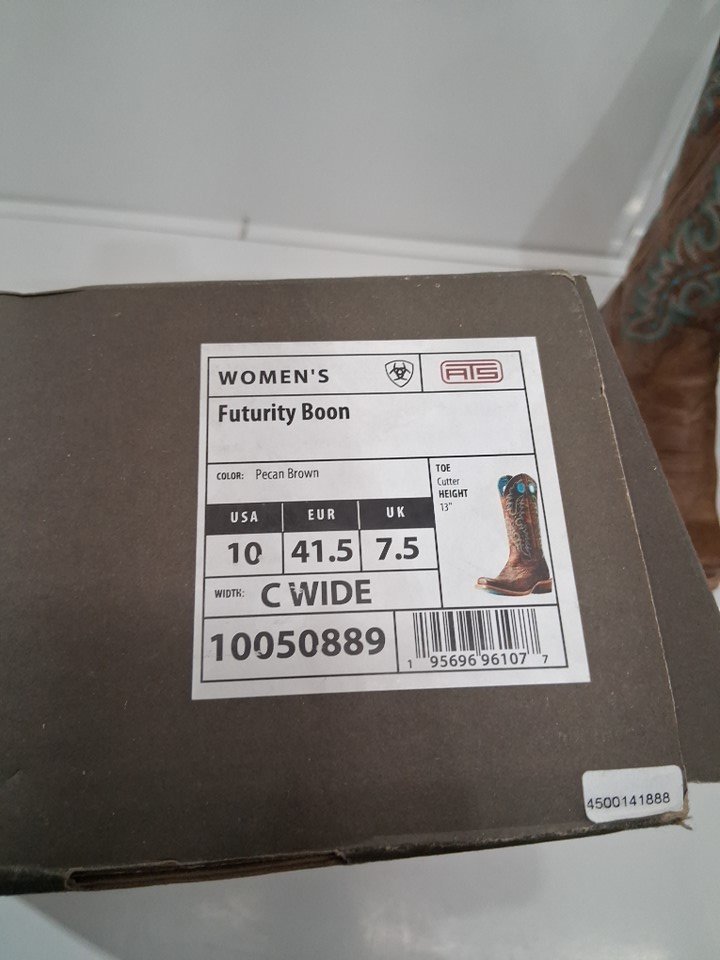 WOMEN'S
ATS
Futurity Boon
COLOR: Pecan Brown
TOE
Cutter
HEIGHT
13"
USA EUR UK
10 41.5 7.5
WIDTH: C WIDE
10050889
1 95696 96107 7
4500141888